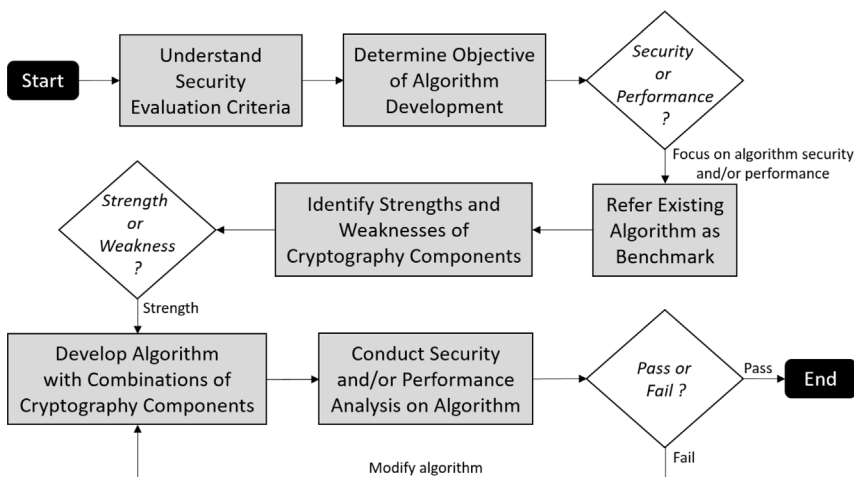 Start
Understand
Security
Evaluation Criteria
Determine Objective
of Algorithm
Development
Security
or
Performance
?
Focus on algorithm security
and/or performance
Strength
or
Weakness
?
Identify Strengths and
Weaknesses of
Cryptography Components
Refer Existing
Algorithm as
Benchmark
Strength
Develop Algorithm
with Combinations of
Cryptography Components
Conduct Security
and/or Performance
Analysis on Algorithm
Pass or
Fail ?
Pass
End
Fail
Modify algorithm